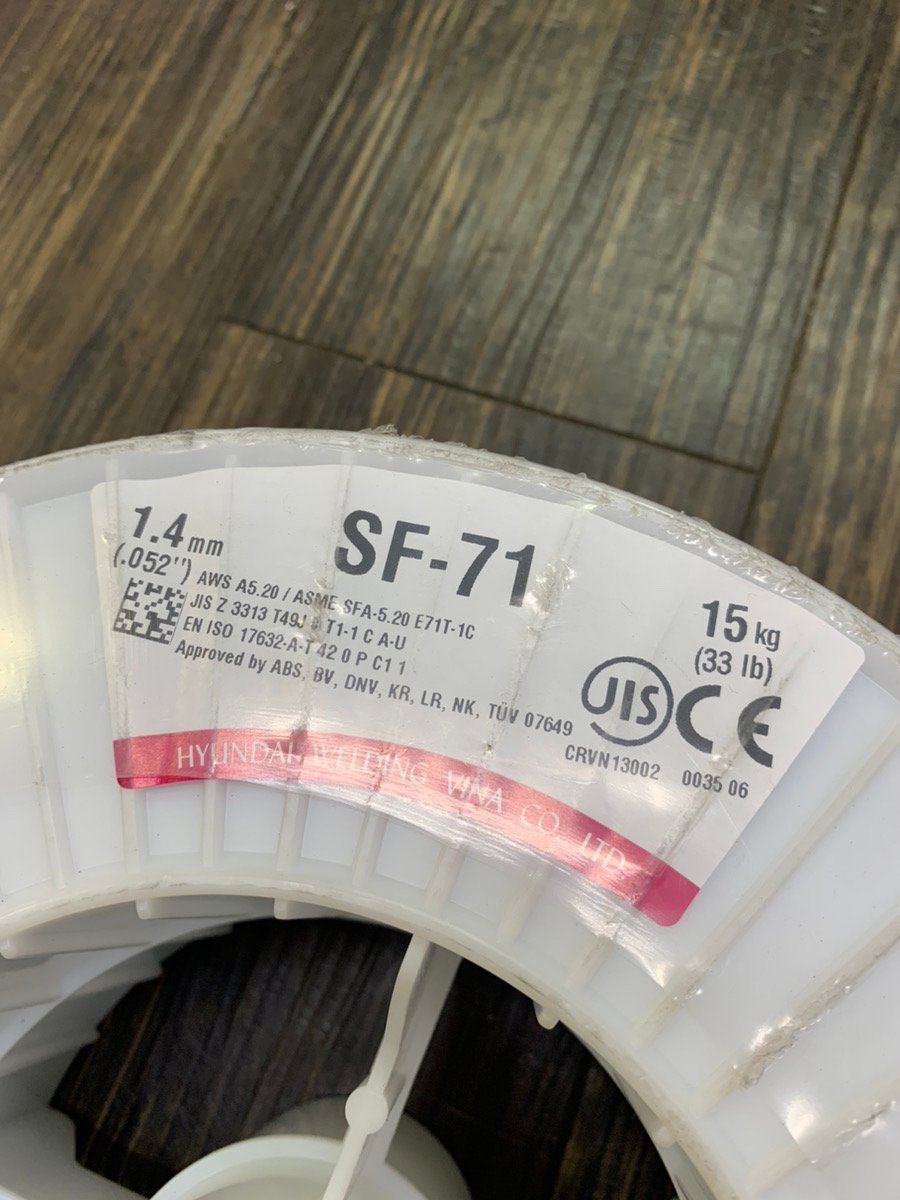 SF-71
1.4 mm
(.052")
AWS A5.20 / ASME SFA-5.20 E71T-1C
JIS Z 3313 T49J T1-1 C A-U
EN ISO 17632-A-T 42 0 P C1 1
Approved by ABS, BV, DNV, KR, LR, NK, TÜV 07649
15 kg
(33 lb)
JIS CE
CRVN13002 0035 06
HYUNDAI WELDING VINA CO., LTD